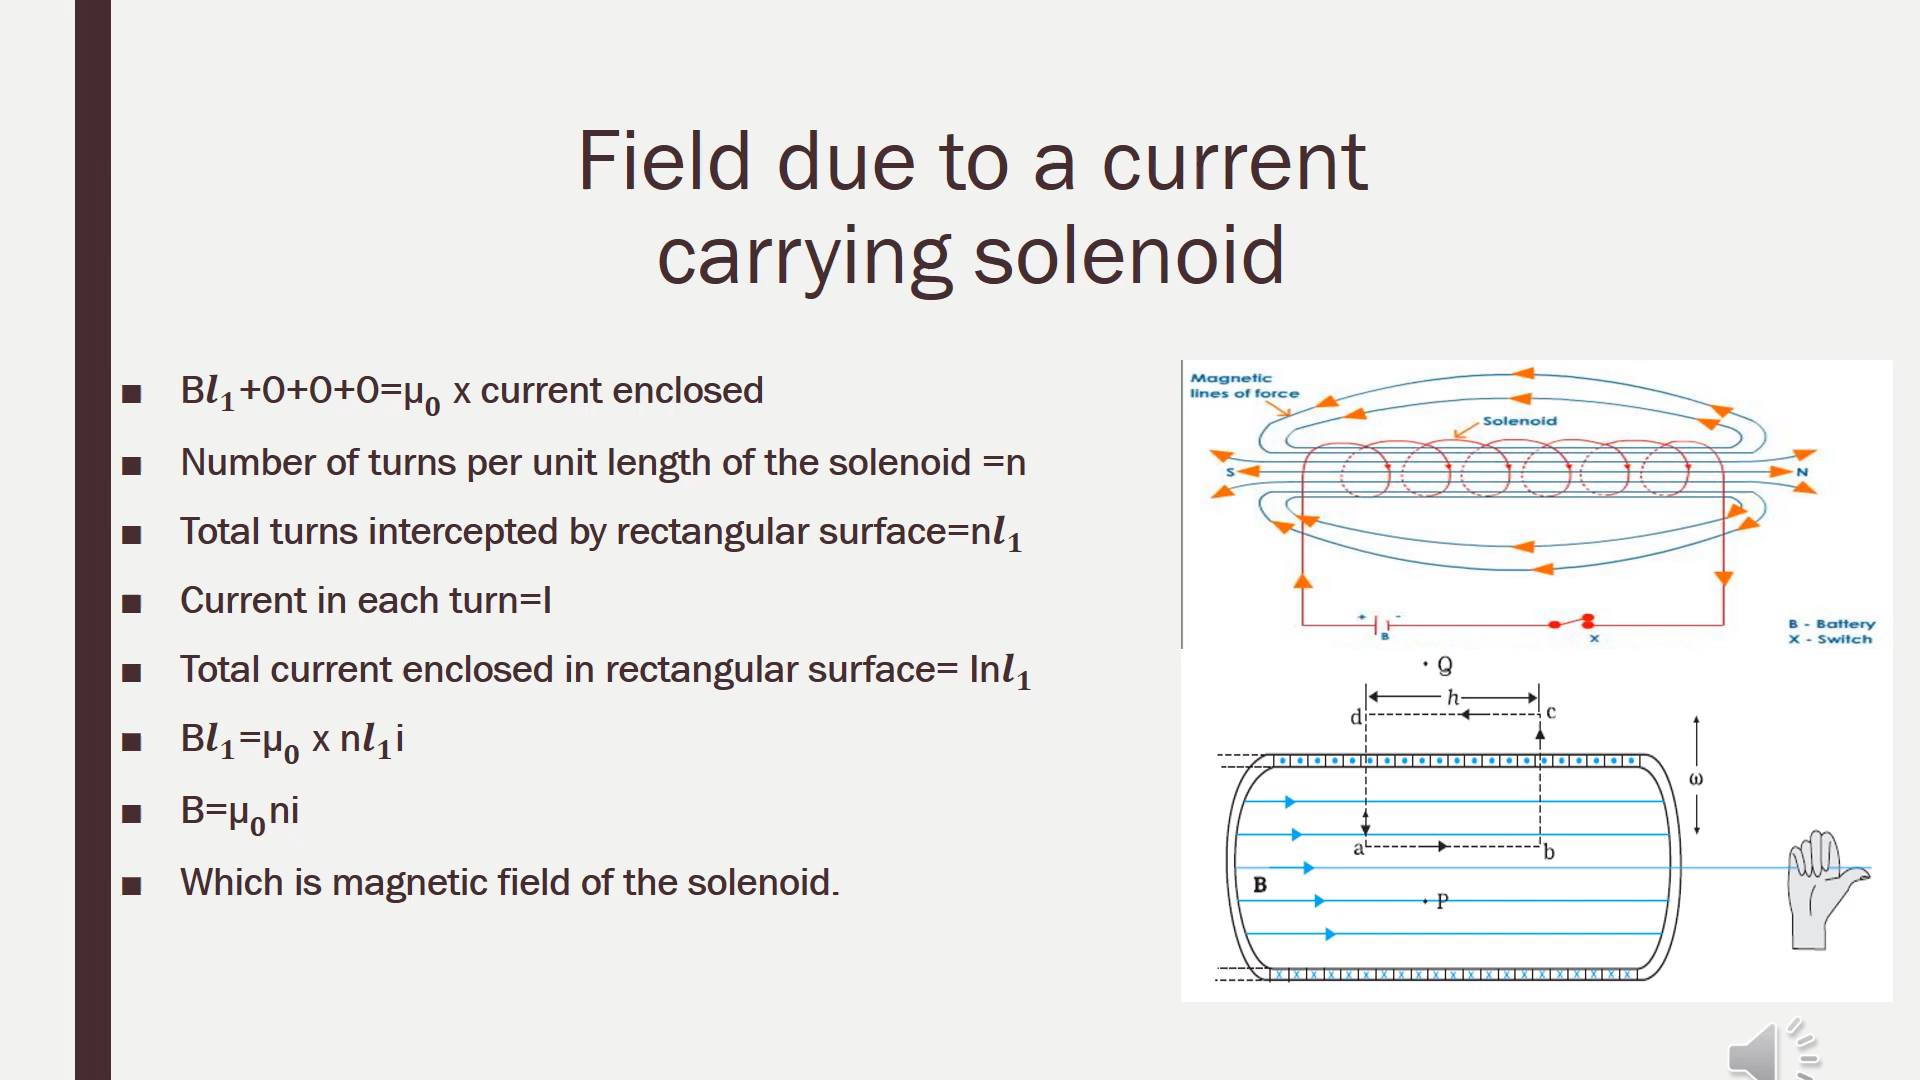 Field due to a current
carrying solenoid
■ Bl₁+0+0+0=μ₀ x current enclosed
■ Number of turns per unit length of the solenoid =n
■ Total turns intercepted by rectangular surface=nl₁
■ Current in each turn=I
■ Total current enclosed in rectangular surface= Inl₁
■ Bl₁=μ₀ x nl₁i
■ B=μ₀ni
■ Which is magnetic field of the solenoid.
Magnetic
lines of force
Solenoid
S
N
+ -
B
X
B - Battery
X - Switch
Q
h
d
c
ω
a
b
B
P